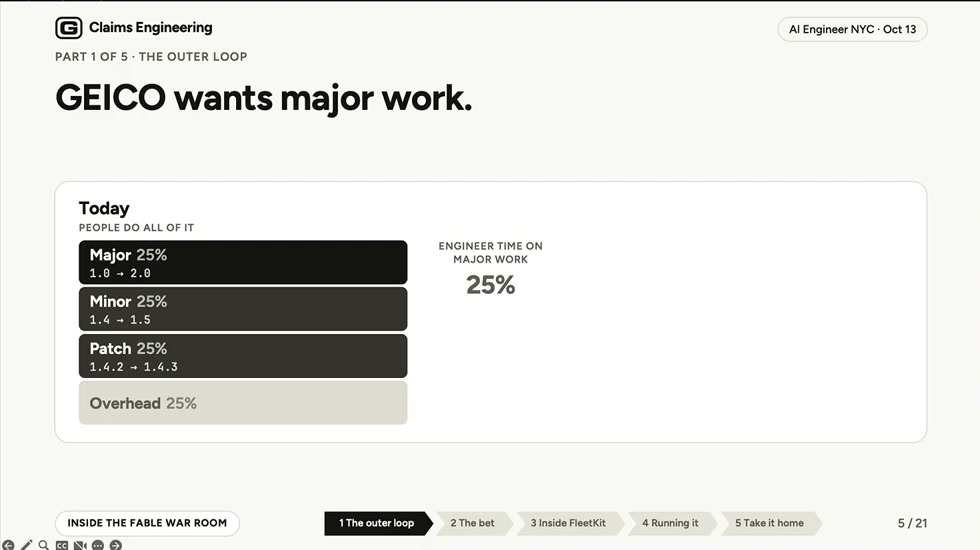 G Claims Engineering
AI Engineer NYC · Oct 13
PART 1 OF 5 · THE OUTER LOOP
GEICO wants major work.
Today
PEOPLE DO ALL OF IT
Major 25%
1.0 → 2.0
Minor 25%
1.4 → 1.5
Patch 25%
1.4.2 → 1.4.3
Overhead 25%
ENGINEER TIME ON
MAJOR WORK
25%
INSIDE THE FABLE WAR ROOM
1 The outer loop
2 The bet
3 Inside FleetKit
4 Running it
5 Take it home
5 / 21
CC